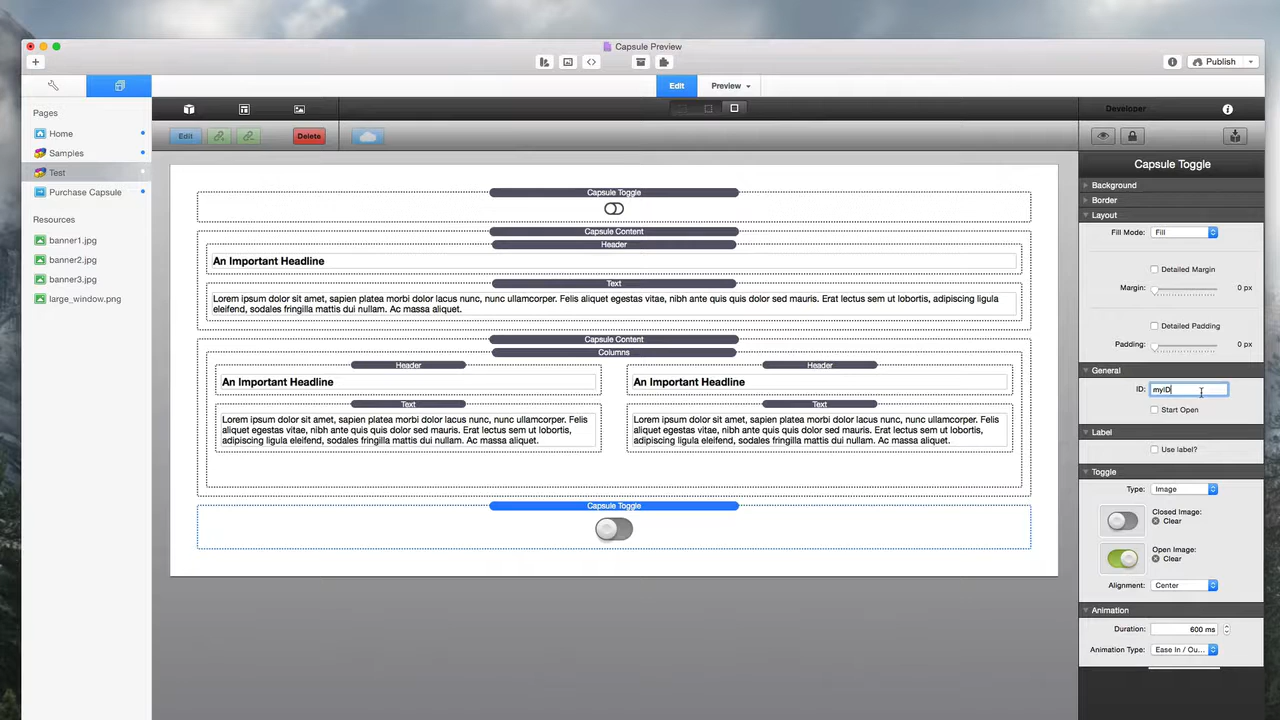 Capsule Preview
Publish
Edit
Preview
Developer
Edit
Delete
Pages
Home
Samples
Test
Purchase Capsule
Resources
banner1.jpg
banner2.jpg
banner3.jpg
large_window.png
Capsule Toggle
Capsule Content
Header
An Important Headline
Text
Lorem ipsum dolor sit amet, sapien platea morbi dolor lacus nunc, nunc ullamcorper. Felis aliquet egestas vitae, nibh ante quis quis dolor sed mauris. Erat lectus sem ut lobortis, adipiscing ligula
eleifend, sodales fringilla mattis dui nullam. Ac massa aliquet.
Capsule Content
Columns
Header
An Important Headline
Text
Lorem ipsum dolor sit amet, sapien platea morbi dolor lacus nunc, nunc ullamcorper. Felis
aliquet egestas vitae, nibh ante quis quis dolor sed mauris. Erat lectus sem ut lobortis,
adipiscing ligula eleifend, sodales fringilla mattis dui nullam. Ac massa aliquet.
Header
An Important Headline
Text
Lorem ipsum dolor sit amet, sapien platea morbi dolor lacus nunc, nunc ullamcorper. Felis
aliquet egestas vitae, nibh ante quis quis dolor sed mauris. Erat lectus sem ut lobortis,
adipiscing ligula eleifend, sodales fringilla mattis dui nullam. Ac massa aliquet.
Capsule Toggle
Capsule Toggle
Background
Border
Layout
Fill Mode: Fill
Detailed Margin
Margin: 0 px
Detailed Padding
Padding: 0 px
General
ID: myID
Start Open
Label
Use label?
Toggle
Type: Image
Closed Image:
Clear
Open Image:
Clear
Alignment: Center
Animation
Duration: 600 ms
Animation Type: Ease In / Ou...